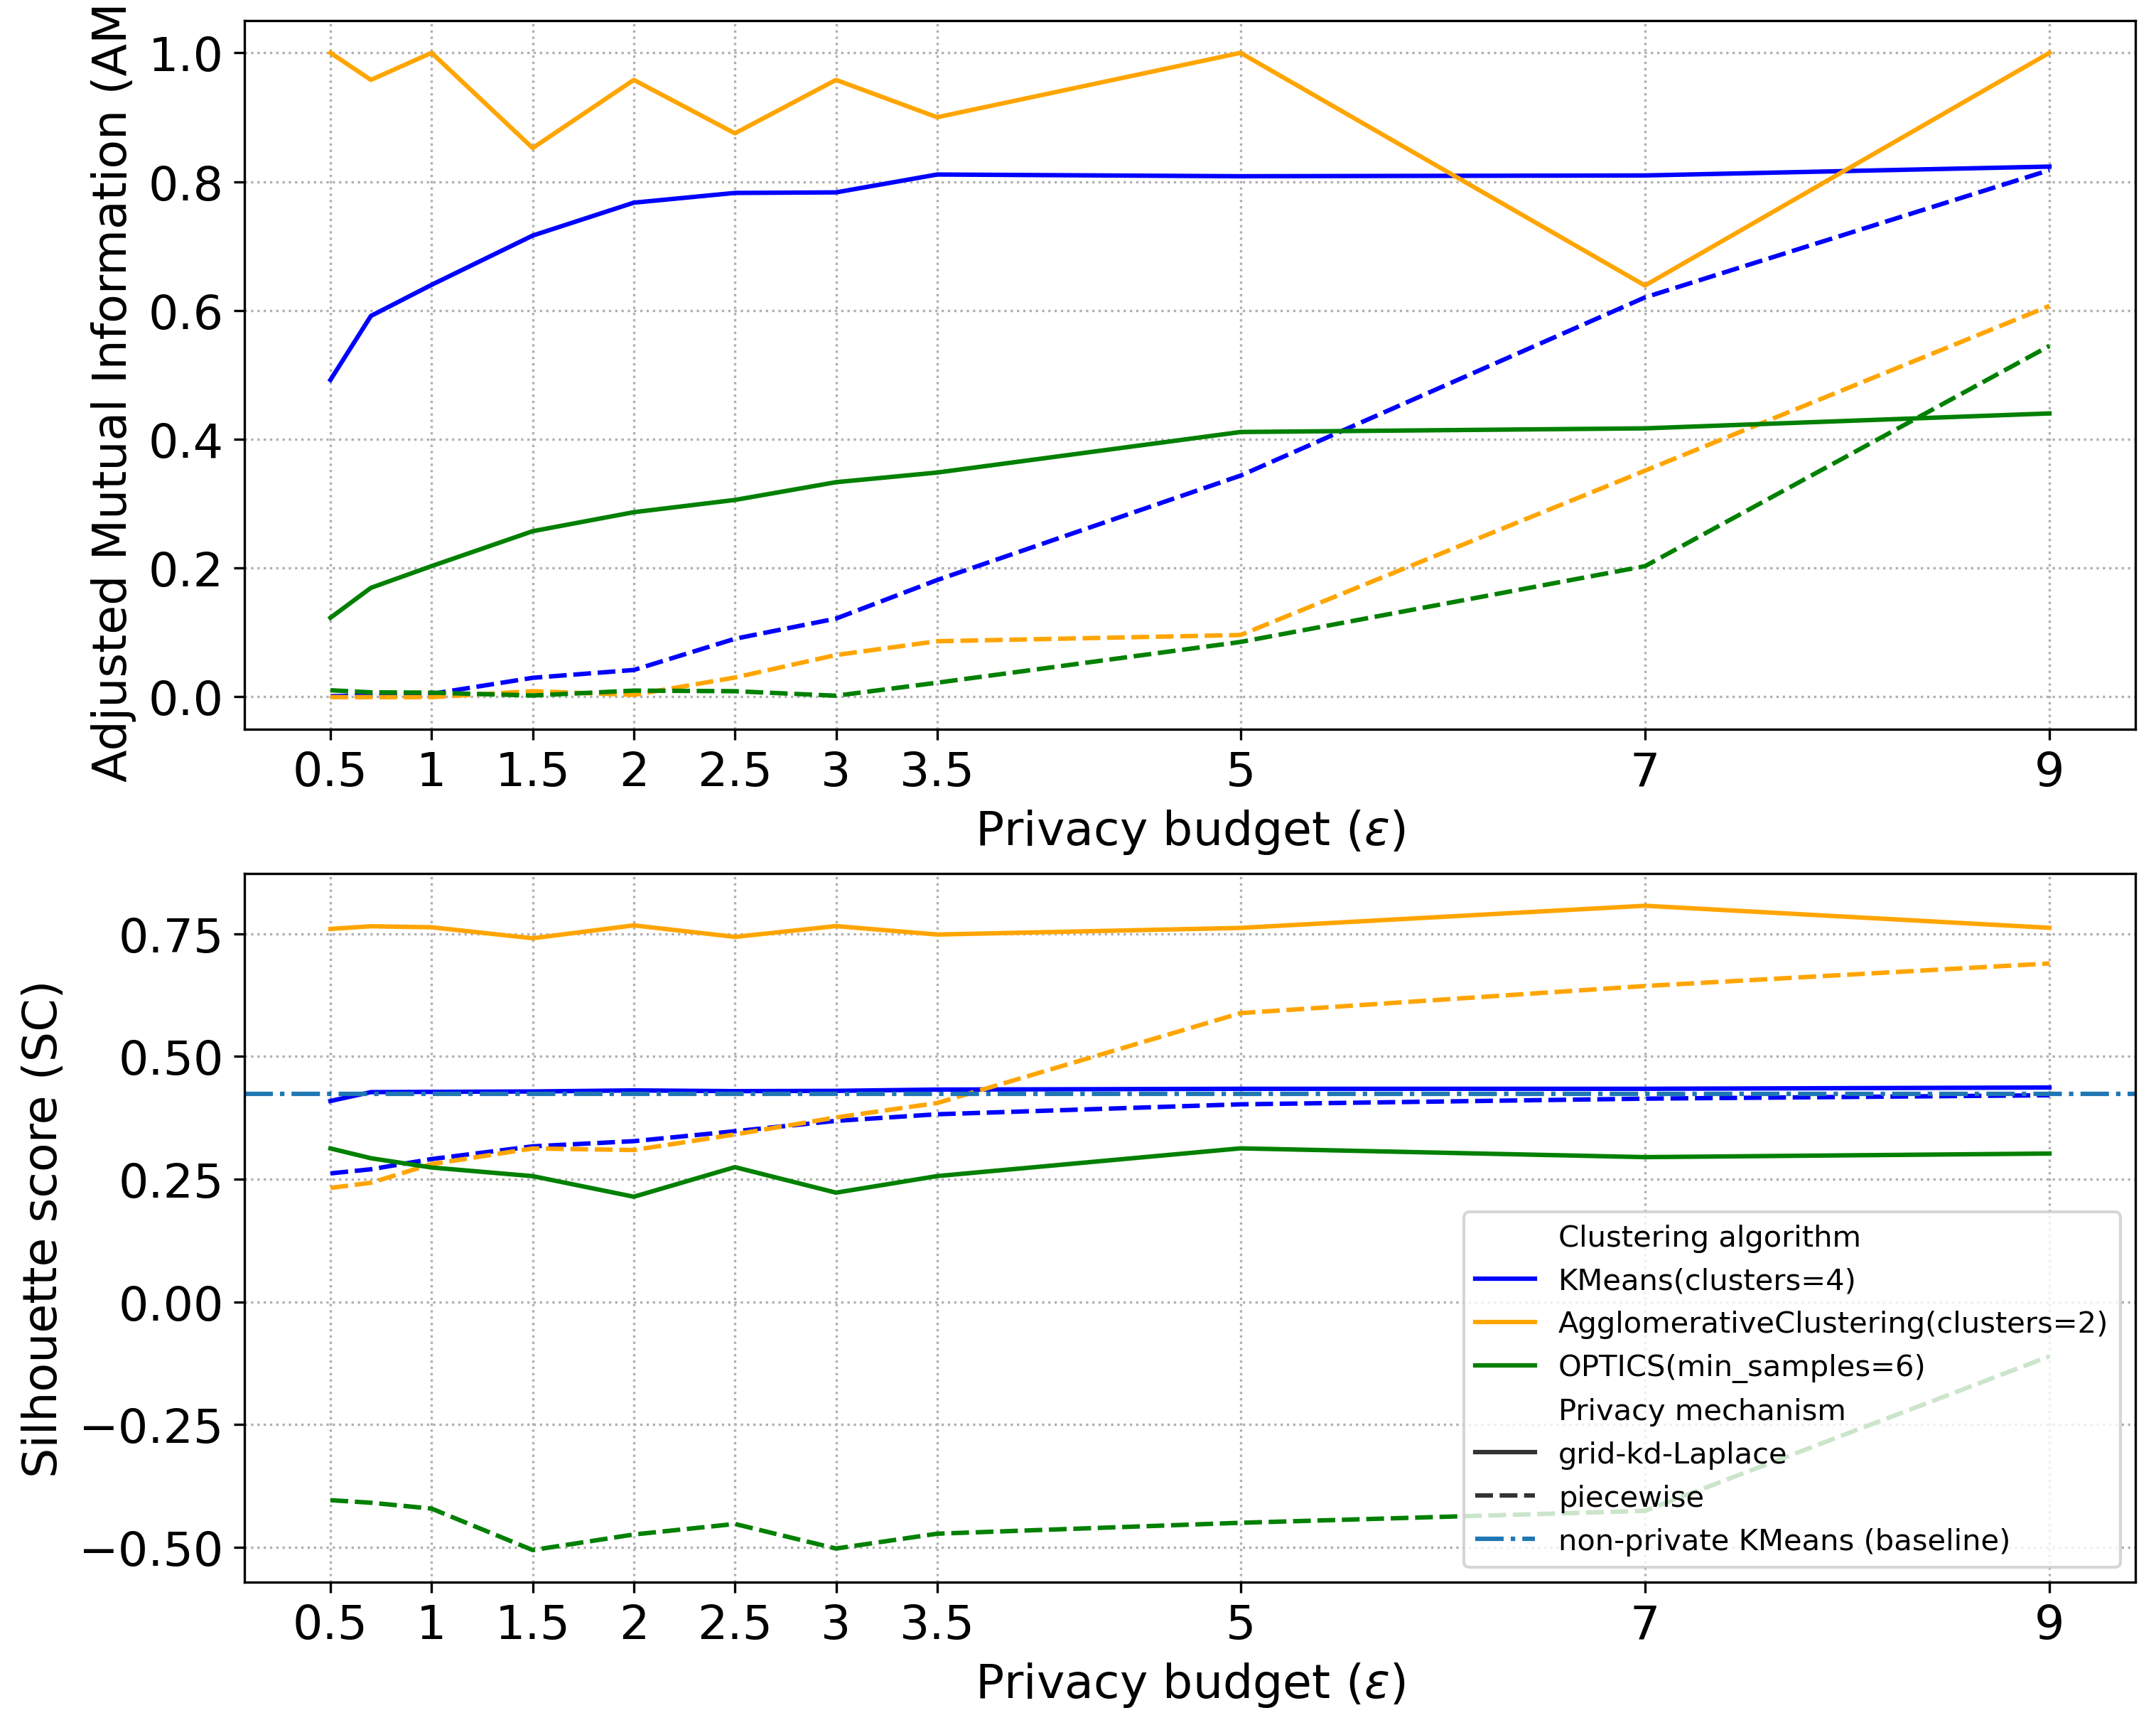 Adjusted Mutual Information (AM
1.0
0.8
0.6
0.4
0.2
0.0
0.5 1 1.5 2 2.5 3 3.5 5 7 9
Privacy budget (ε)
Silhouette score (SC)
0.75
0.50
0.25
0.00
−0.25
−0.50
Clustering algorithm
KMeans(clusters=4)
AgglomerativeClustering(clusters=2)
OPTICS(min_samples=6)
Privacy mechanism
grid-kd-Laplace
piecewise
non-private KMeans (baseline)
0.5 1 1.5 2 2.5 3 3.5 5 7 9
Privacy budget (ε)